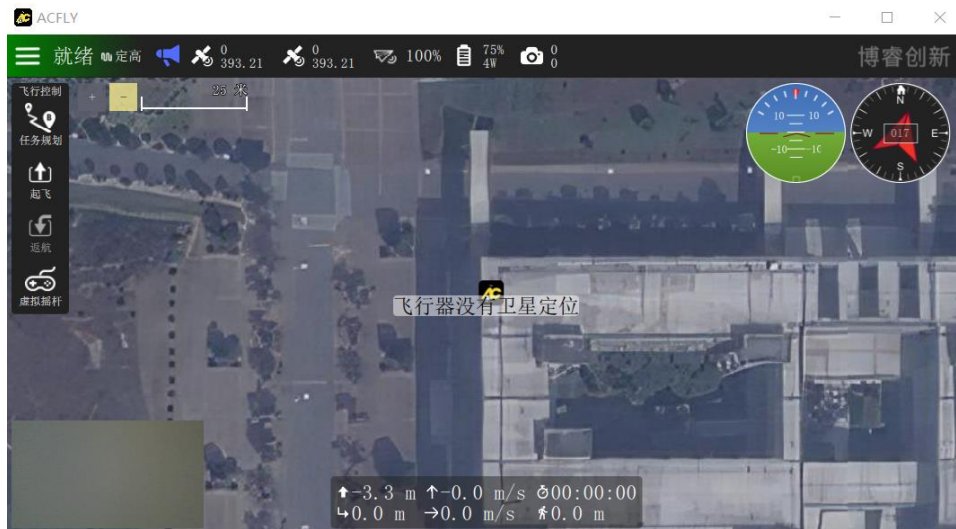 ACFLY
就绪 定高 0 393.21 0 393.21 100% 75% 4W 0 0 博睿创新
飞行控制
任务规划
起飞
返航
虚拟摇杆
+ − 25 米
10 10
-10 -10
N
W 017 E
S
AC
飞行器没有卫星定位
-3.3 m -0.0 m/s 00:00:00
0.0 m 0.0 m/s 0.0 m